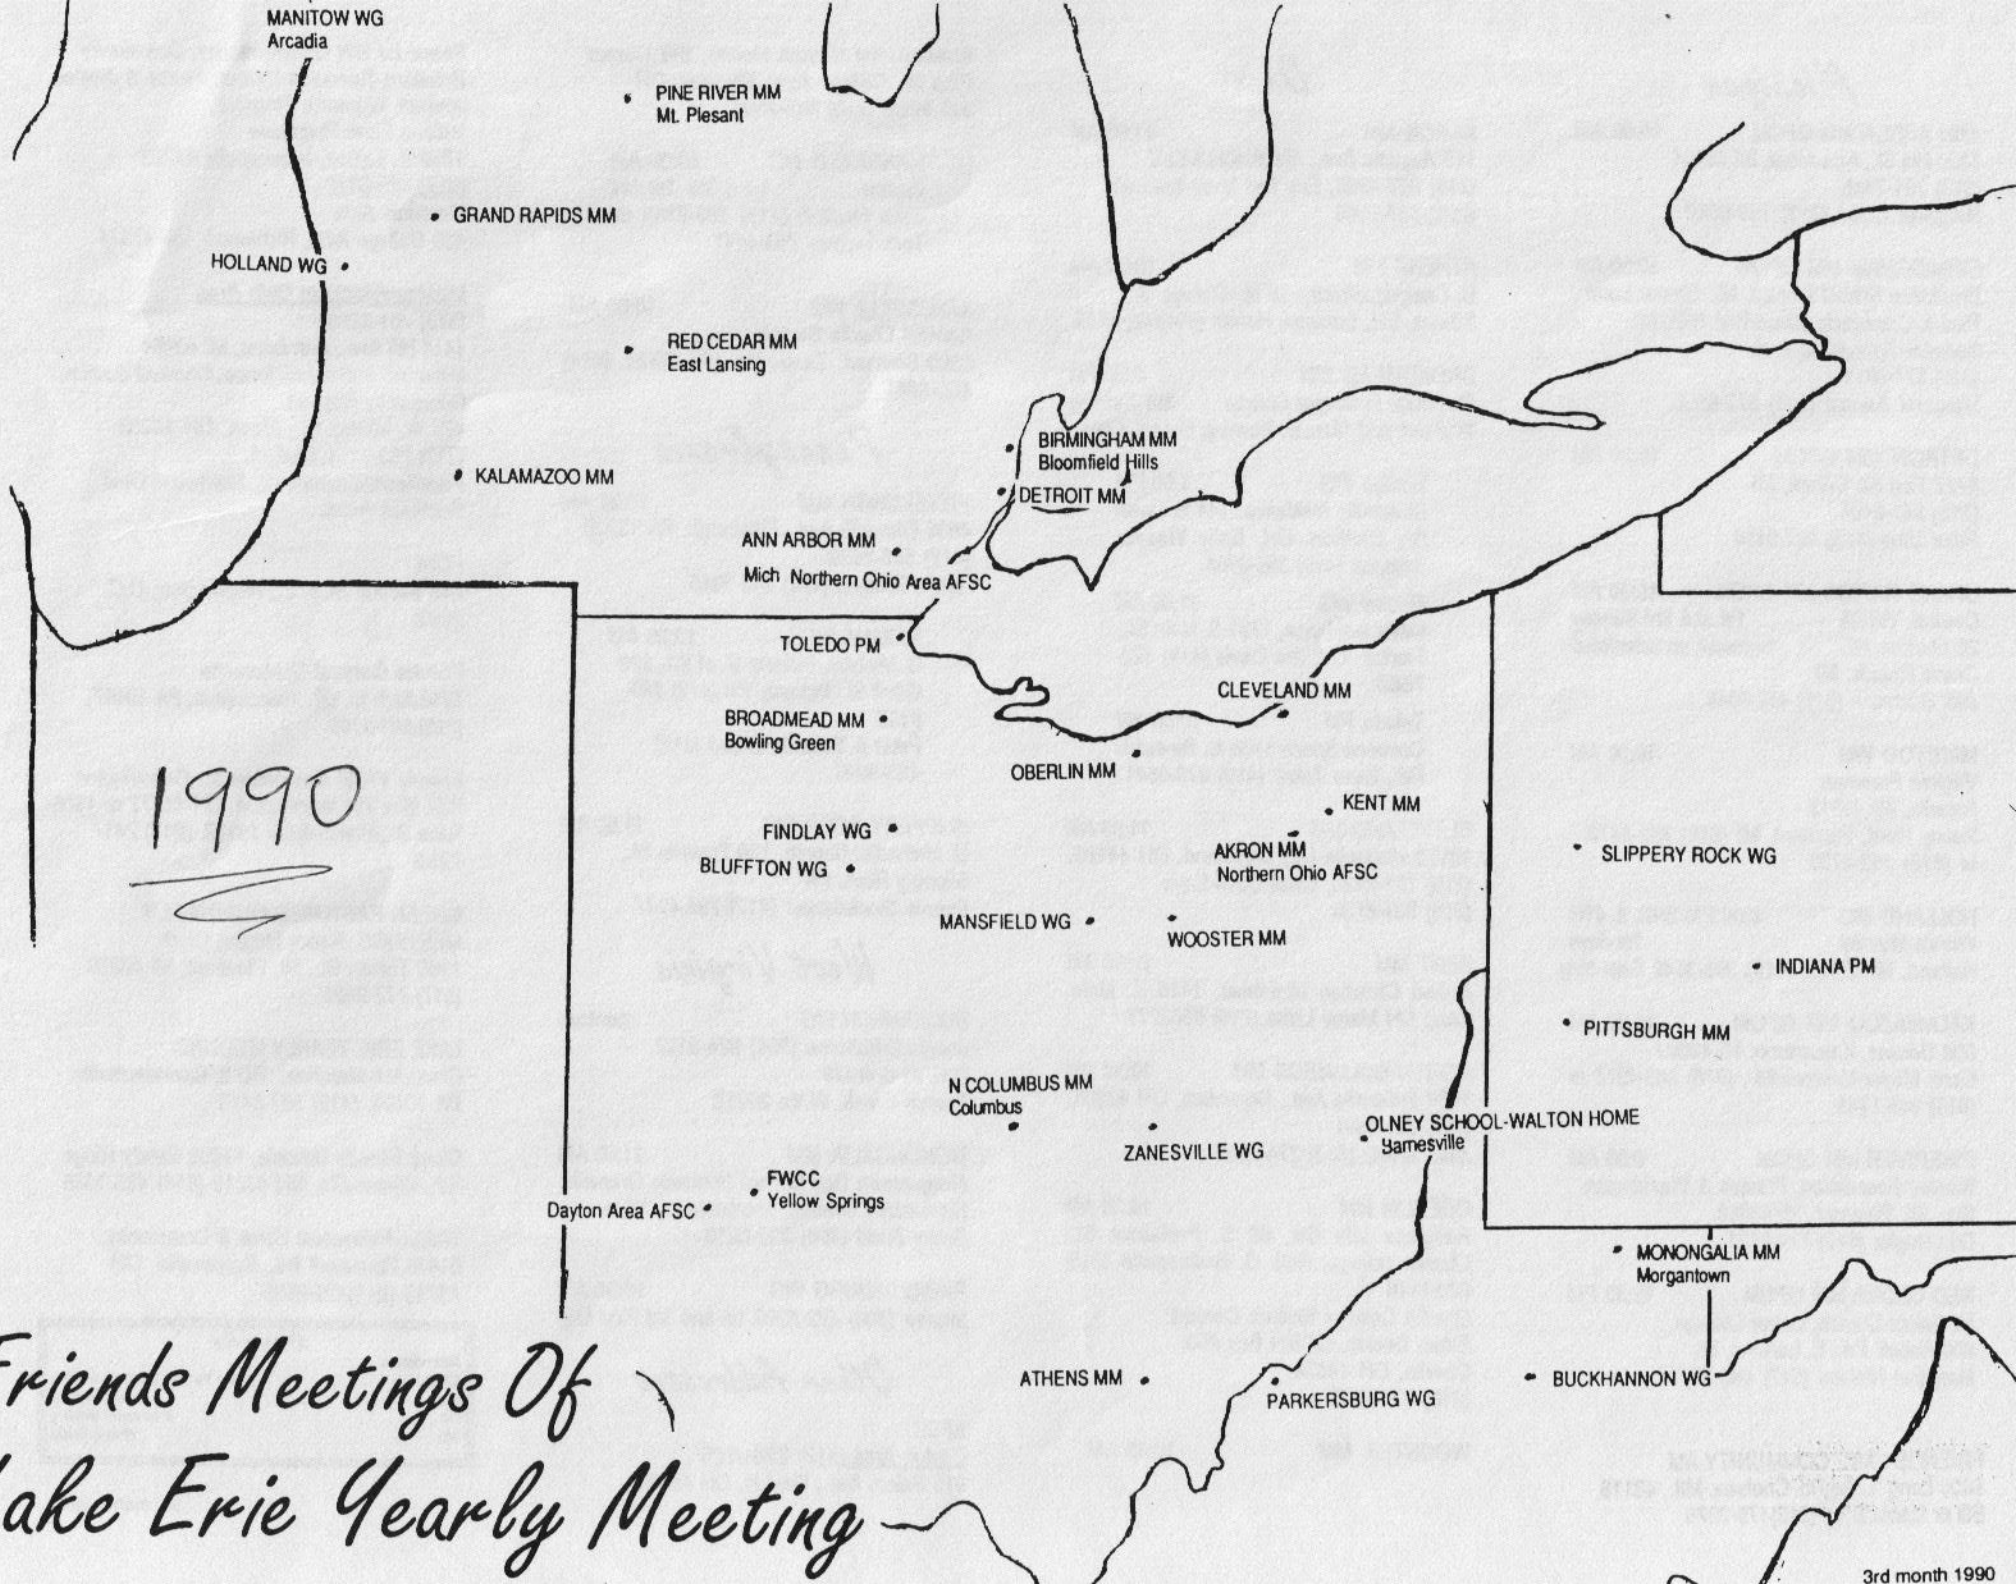 MANITOW WG
Arcadia
PINE RIVER MM
Mt. Plesant
GRAND RAPIDS MM
HOLLAND WG
RED CEDAR MM
East Lansing
BIRMINGHAM MM
Bloomfield Hills
KALAMAZOO MM
DETROIT MM
ANN ARBOR MM
Mich Northern Ohio Area AFSC
TOLEDO PM
CLEVELAND MM
BROADMEAD MM
Bowling Green
OBERLIN MM
1990
KENT MM
FINDLAY WG
AKRON MM
Northern Ohio AFSC
SLIPPERY ROCK WG
BLUFFTON WG
MANSFIELD WG
WOOSTER MM
INDIANA PM
PITTSBURGH MM
N COLUMBUS MM
Columbus
OLNEY SCHOOL-WALTON HOME
Barnesville
ZANESVILLE WG
FWCC
Yellow Springs
Dayton Area AFSC
MONONGALIA MM
Morgantown
ATHENS MM
PARKERSBURG WG
BUCKHANNON WG
Friends Meetings Of
Lake Erie Yearly Meeting
3rd month 1990